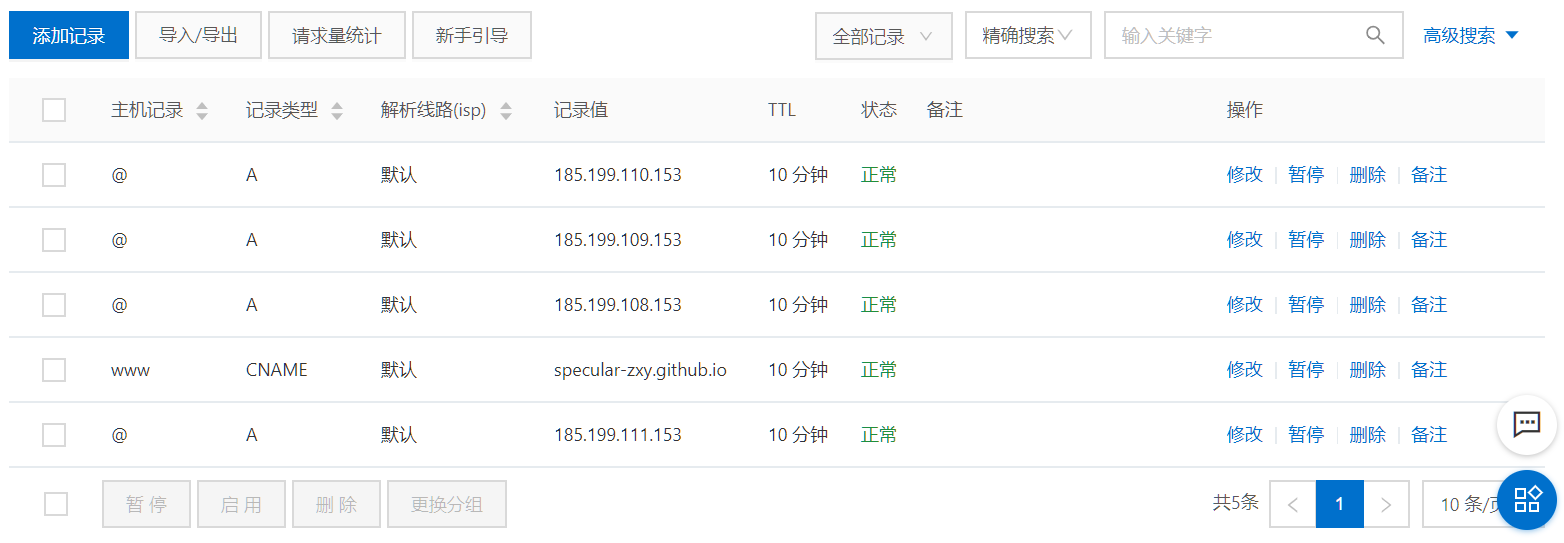 添加记录 导入/导出 请求量统计 新手引导 全部记录 精确搜索 输入关键字 高级搜索
主机记录 记录类型 解析线路(isp) 记录值 TTL 状态 备注 操作
@ A 默认 185.199.110.153 10 分钟 正常 修改 暂停 删除 备注
@ A 默认 185.199.109.153 10 分钟 正常 修改 暂停 删除 备注
@ A 默认 185.199.108.153 10 分钟 正常 修改 暂停 删除 备注
www CNAME 默认 specular-zxy.github.io 10 分钟 正常 修改 暂停 删除 备注
@ A 默认 185.199.111.153 10 分钟 正常 修改 暂停 删除 备注
暂 停 启 用 删 除 更换分组 共5条 1 10 条/页